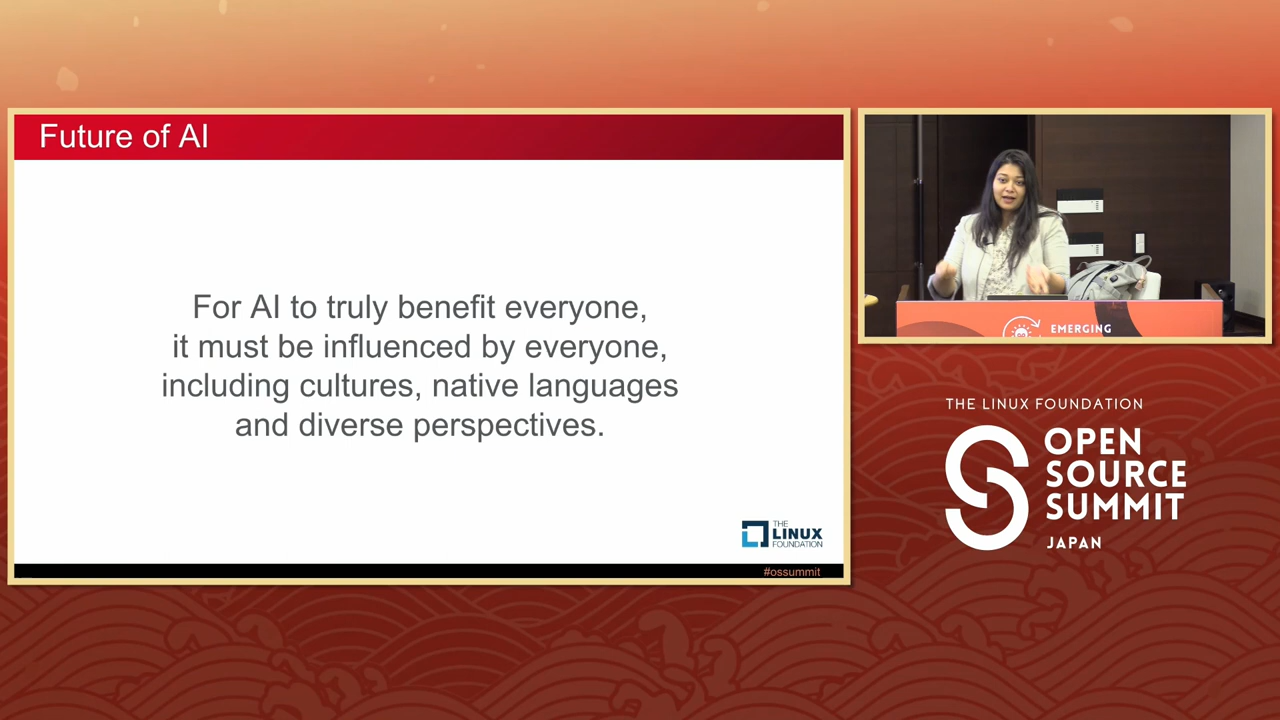 Future of AI
For AI to truly benefit everyone,
it must be influenced by everyone,
including cultures, native languages
and diverse perspectives.
THE
LINUX
FOUNDATION
#ossummit
EMERGING
THE LINUX FOUNDATION
OPEN
SOURCE
SUMMIT
JAPAN